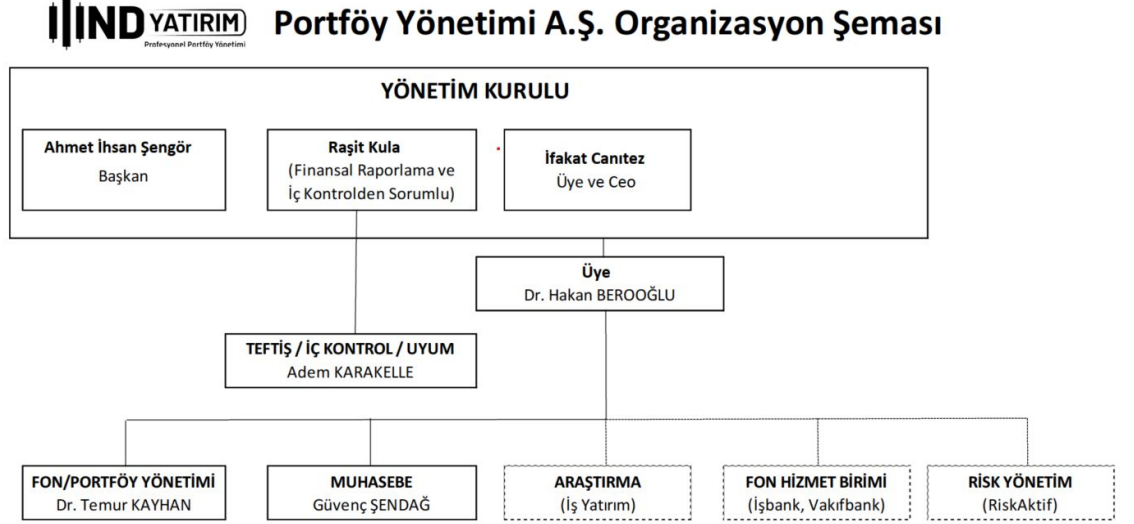 IIIND YATIRIM
Profesyonel Portföy Yönetimi
Portföy Yönetimi A.Ş. Organizasyon Şeması
YÖNETİM KURULU
Ahmet İhsan Şengör
Başkan
Raşit Kula
(Finansal Raporlama ve
İç Kontrolden Sorumlu)
İfakat Canıtez
Üye ve Ceo
Üye
Dr. Hakan BEROOĞLU
TEFTİŞ / İÇ KONTROL / UYUM
Adem KARAKELLE
FON/PORTFÖY YÖNETİMİ
Dr. Temur KAYHAN
MUHASEBE
Güvenç ŞENDAĞ
ARAŞTIRMA
(İş Yatırım)
FON HİZMET BİRİMİ
(İşbank, Vakıfbank)
RİSK YÖNETİM
(RiskAktif)